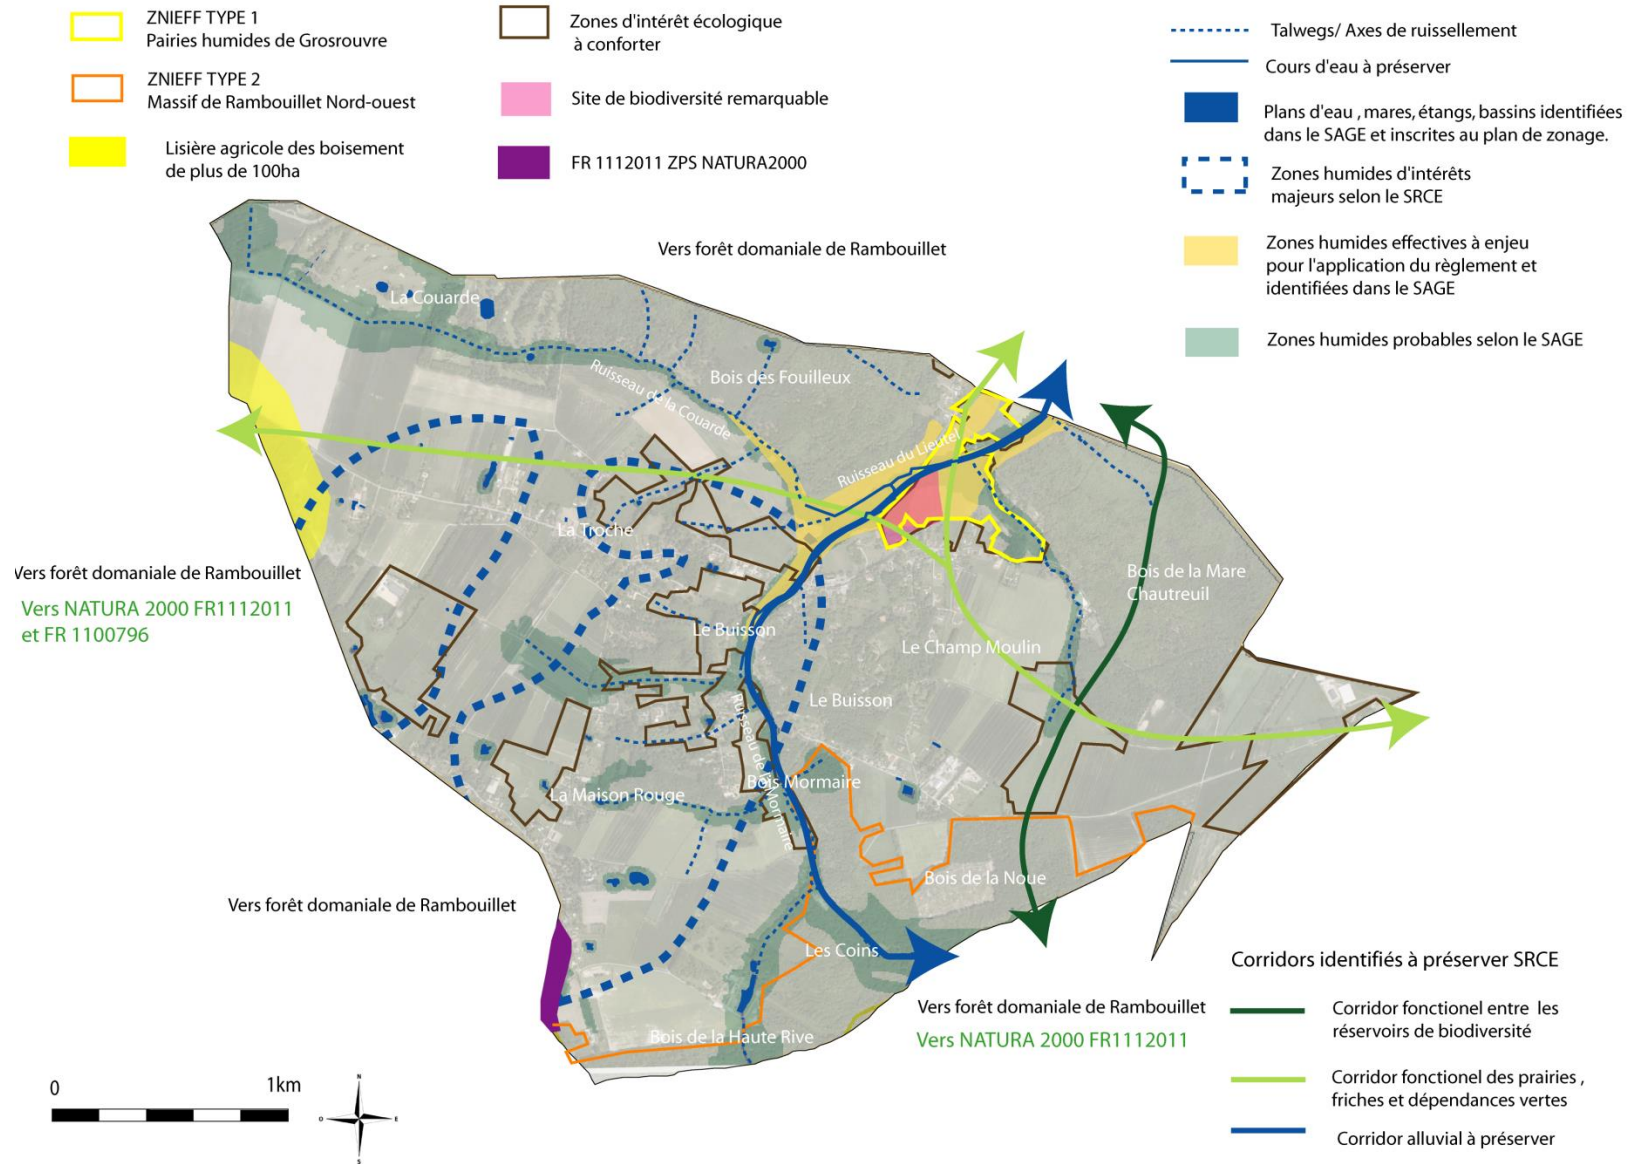 ZNIEFF TYPE 1
Pairies humides de Grosrouvre
ZNIEFF TYPE 2
Massif de Rambouillet Nord-ouest
Lisière agricole des boisement
de plus de 100ha
Zones d'intérêt écologique
à conforter
Site de biodiversité remarquable
FR 1112011 ZPS NATURA2000
Talwegs/ Axes de ruissellement
Cours d'eau à préserver
Plans d'eau , mares, étangs, bassins identifiées
dans le SAGE et inscrites au plan de zonage.
Zones humides d'intérêts
majeurs selon le SRCE
Zones humides effectives à enjeu
pour l'application du règlement et
identifiées dans le SAGE
Zones humides probables selon le SAGE
Vers forêt domaniale de Rambouillet
La Couarde
Ruisseau de la Couarde
Bois des Fouilleux
Ruisseau du Lieutel
La Troche
Vers forêt domaniale de Rambouillet
Vers NATURA 2000 FR1112011
et FR 1100796
Bois de la Mare
Chautreuil
Le Buisson
Le Champ Moulin
Le Buisson
Ruisseau de la Mormaire
Bois Mormaire
La Maison Rouge
Bois de la Noue
Vers forêt domaniale de Rambouillet
Les Coins
Bois de la Haute Rive
Vers forêt domaniale de Rambouillet
Vers NATURA 2000 FR1112011
Corridors identifiés à préserver SRCE
Corridor fonctionel entre les
réservoirs de biodiversité
Corridor fonctionel des prairies ,
friches et dépendances vertes
Corridor alluvial à préserver
0
1km
N
O
E
S